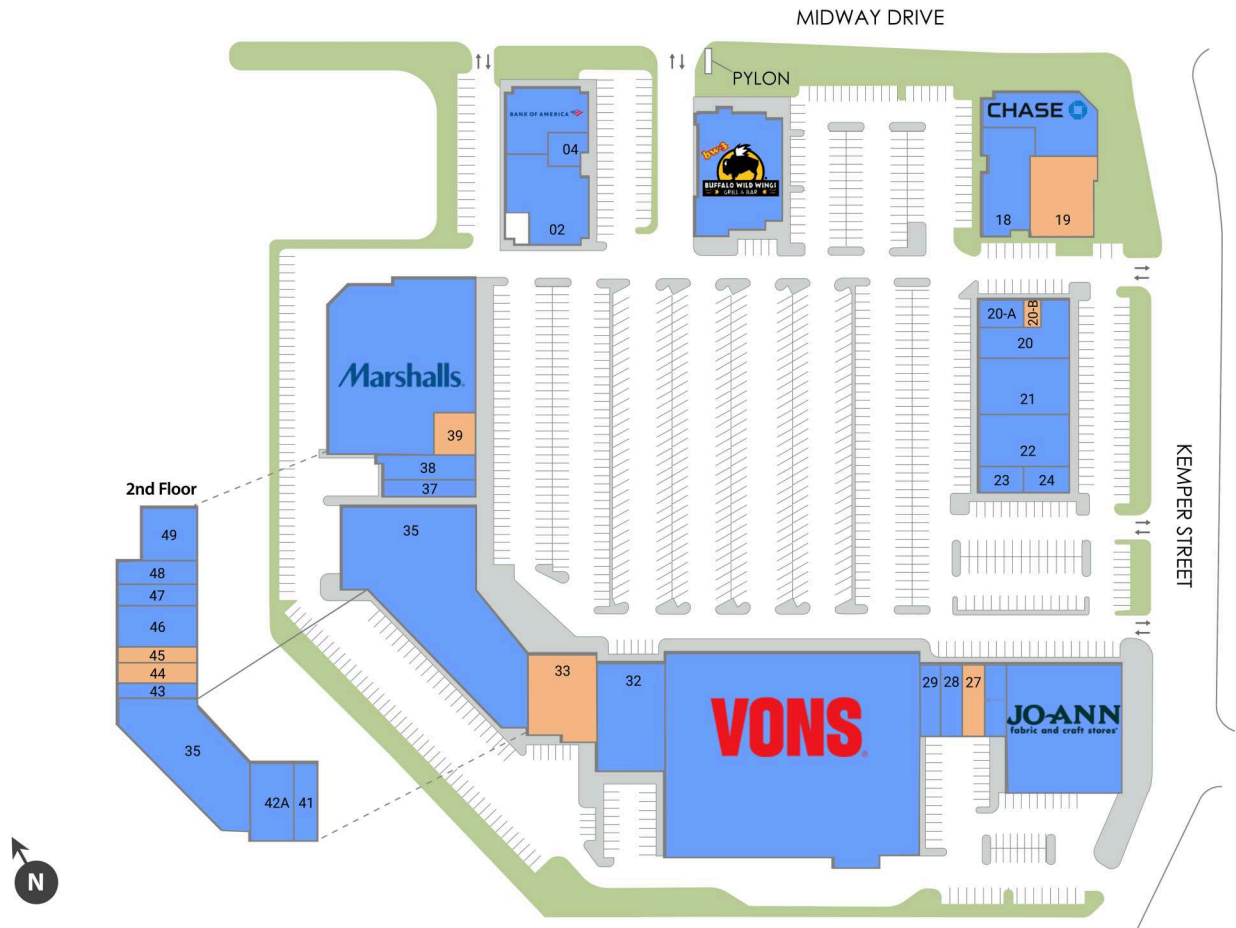 MIDWAY DRIVE
PYLON
BANK OF AMERICA
04
02
bw-3
BUFFALO WILD WINGS
GRILL & BAR
CHASE
18
19
20-A
20-B
20
21
22
23
24
KEMPER STREET
Marshalls.
39
38
37
2nd Floor
49
48
47
46
45
44
43
35
42A
41
35
33
32
VONS
29
28
27
JO-ANN
fabric and craft stores
N